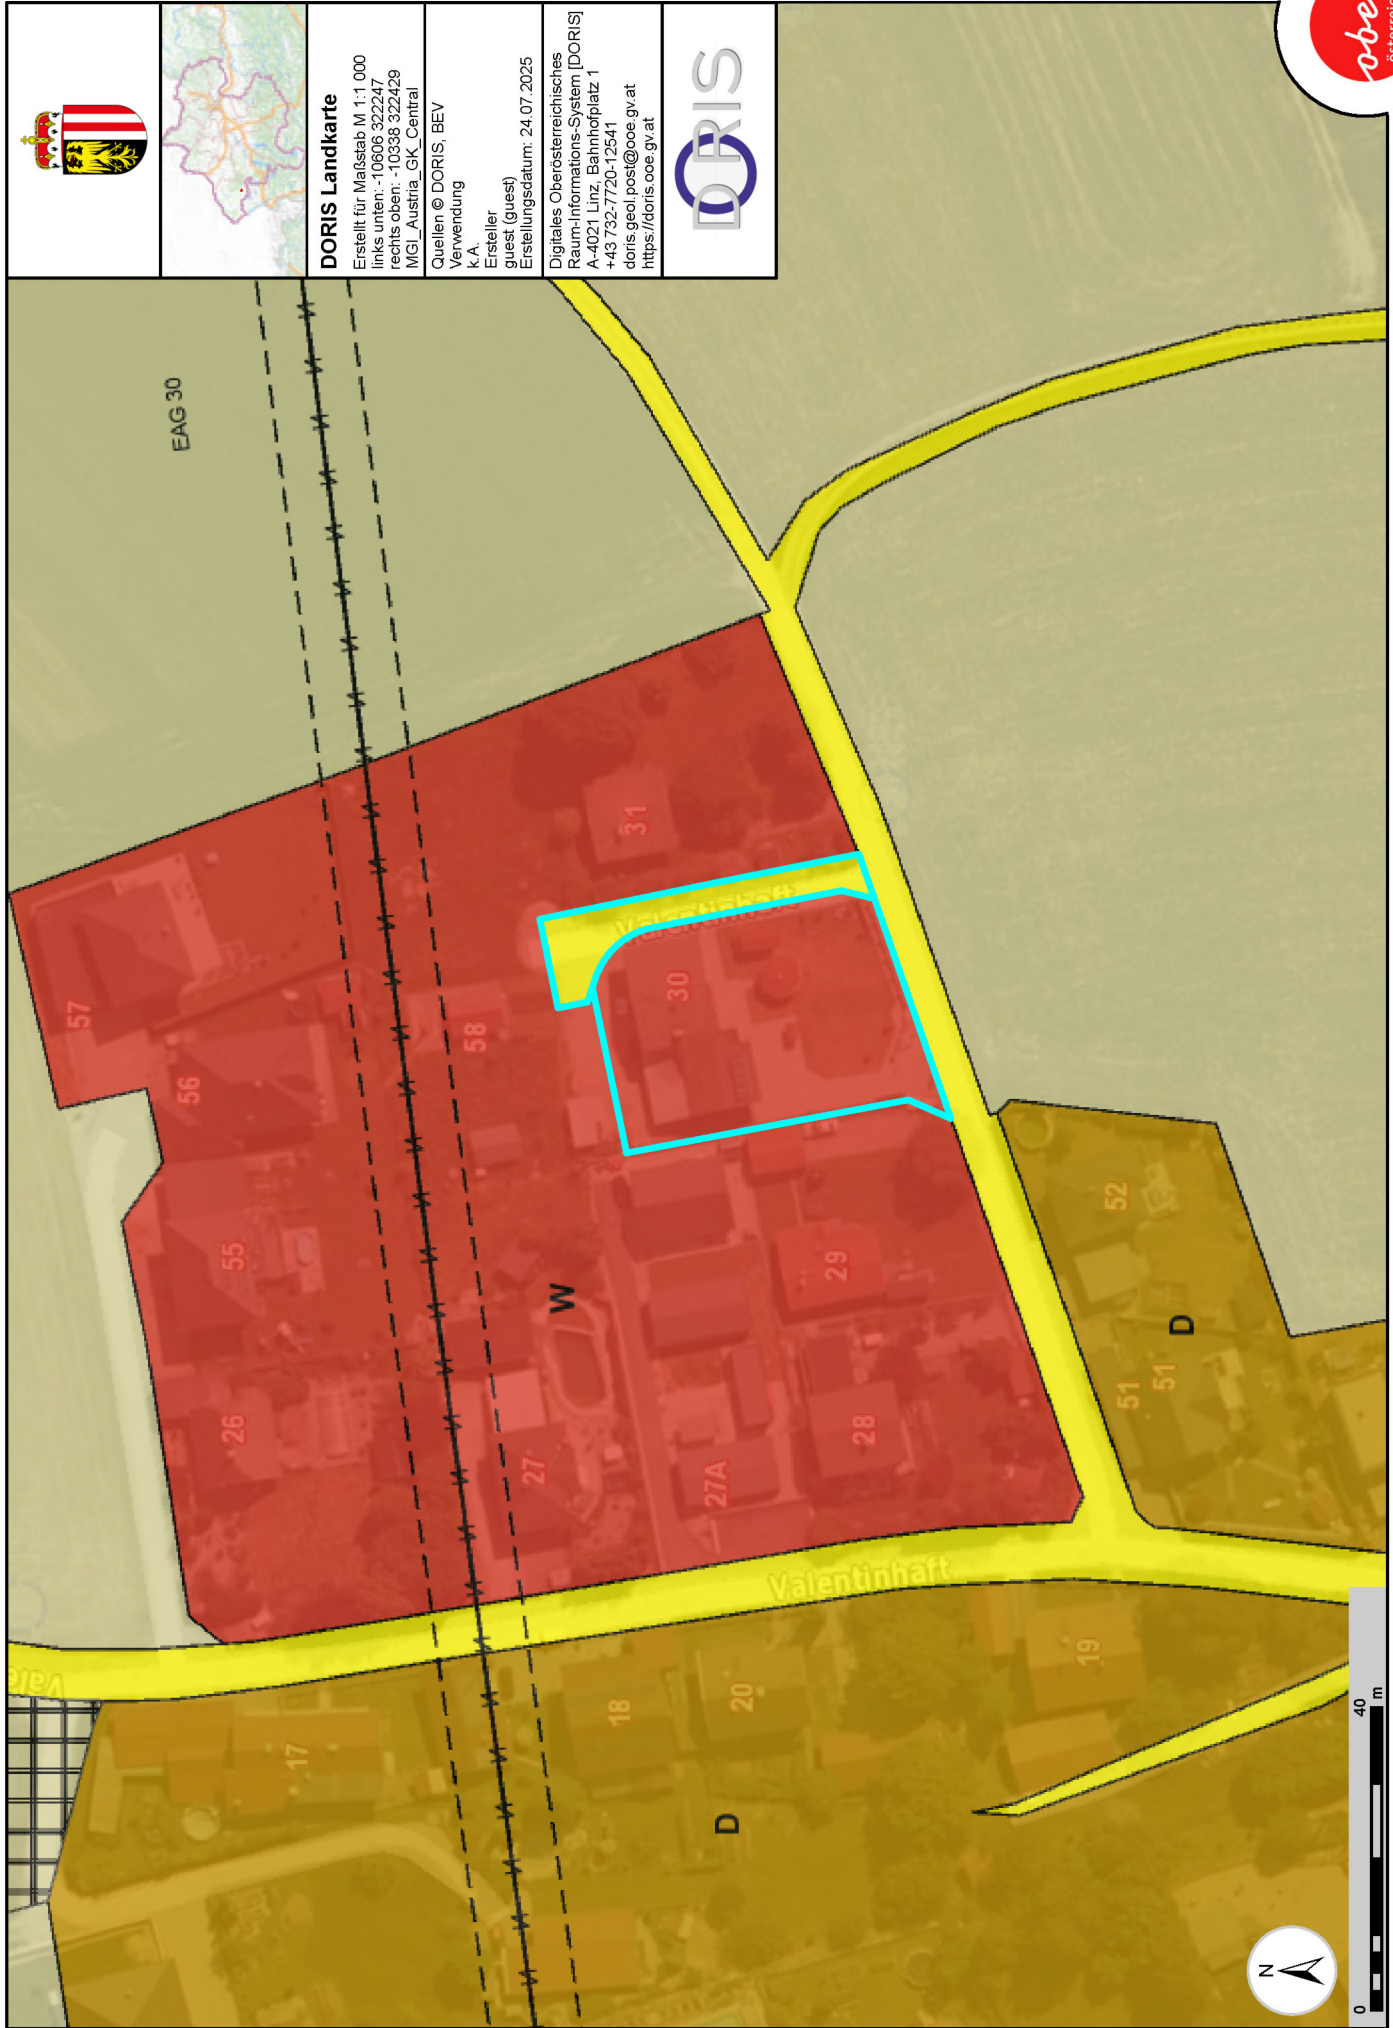 DORIS Landkarte
Erstellt für Maßstab M 1:1 000
links unten: -10606 322247
rechts oben: -10338 322429
MGI_Austria_GK_Central
Quellen © DORIS, BEV
Verwendung
k.A.
Ersteller
guest (guest)
Erstellungsdatum: 24.07.2025
Digitales Oberösterreichisches
Raum-Informations-System [DORIS]
A-4021 Linz, Bahnhofplatz 1
+43 732-7720-12541
doris.geol.post@ooe.gv.at
https://doris.ooe.gv.at
DORIS
EAG 30
57
56
58
31
30
Valentinhaft
55
W
26
27
27A
29
28
52
D
51
51
Valentinhaft
Vale
17
18
20
19
D
N
0
40
m